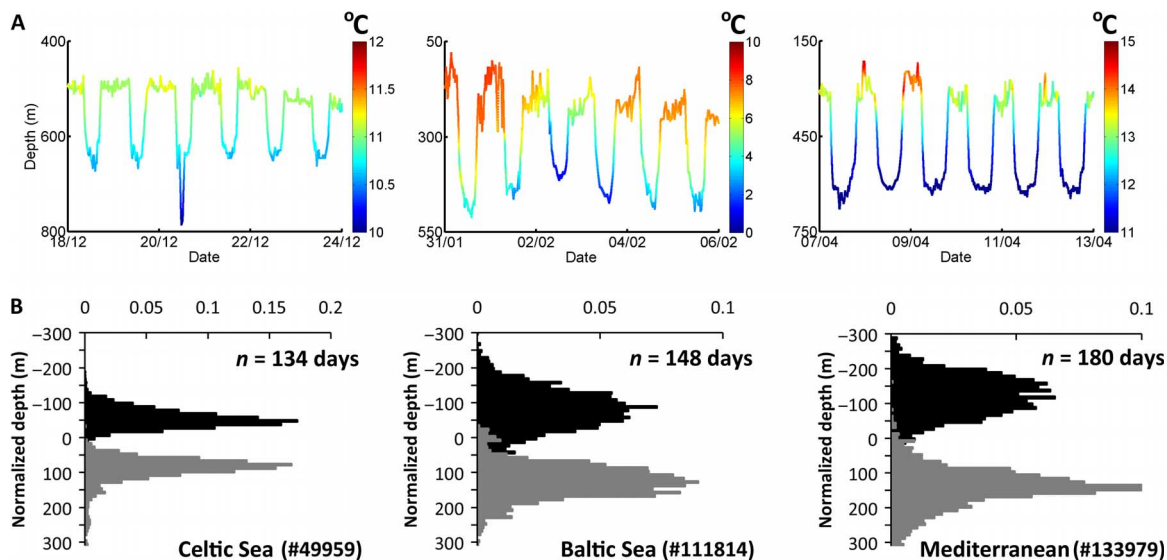 A
°C °C °C
400 12 50 10 150 15
11.5 8 14
Depth (m) 600 11 300 6 450 13
4
10.5 2 12
800 10 550 0 750 11
18/12 20/12 22/12 24/12 31/01 02/02 04/02 06/02 07/04 09/04 11/04 13/04
Date Date Date
B
0 0.05 0.1 0.15 0.2 0 0.05 0.1 0 0.05 0.1
−300 −300 −300
n = 134 days n = 148 days n = 180 days
−200 −200 −200
−100 −100 −100
Normalized depth (m) 0 Normalized depth (m) 0 Normalized depth (m) 0
100 100 100
200 200 200
300 300 300
Celtic Sea (#49959) Baltic Sea (#111814) Mediterranean (#133979)